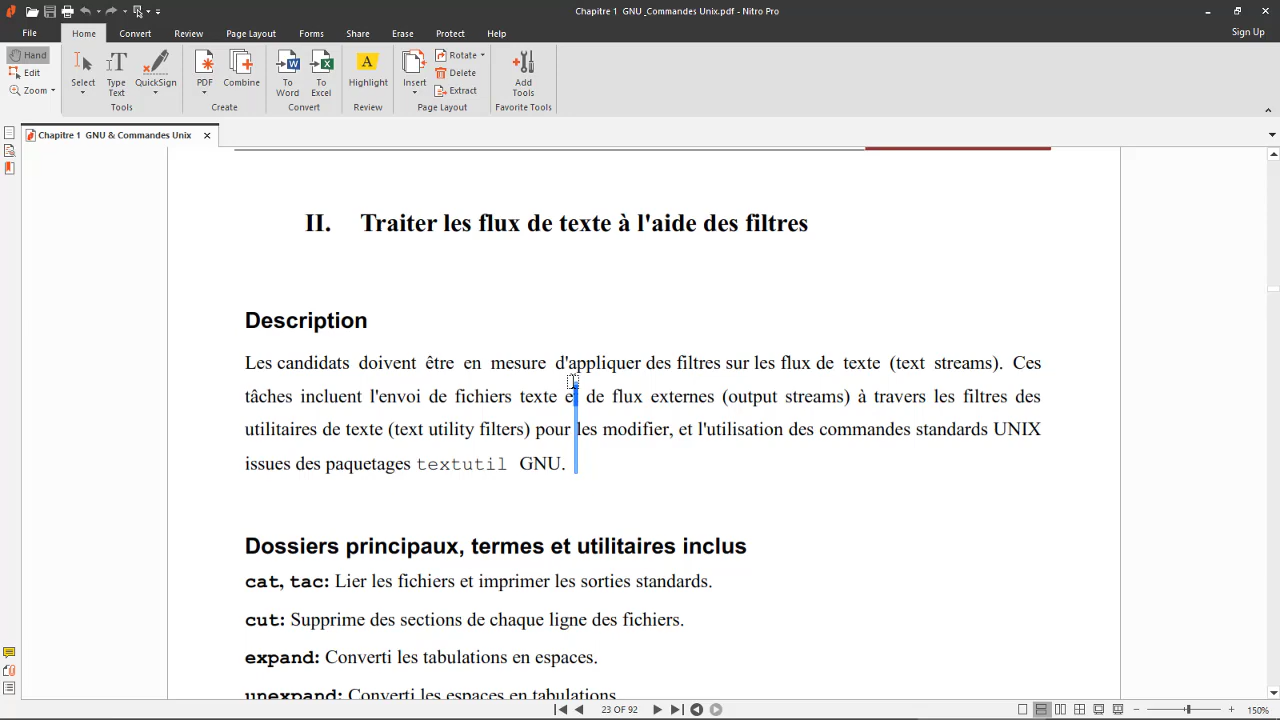 Chapitre 1  GNU _Commandes Unix.pdf - Nitro Pro
File Home Convert Review Page Layout Forms Share Erase Protect Help Sign Up
Hand
Edit
Zoom
Select
Type Text
QuickSign
Tools
PDF
Combine
Create
To Word
To Excel
Convert
Highlight
Review
Insert
Rotate
Delete
Extract
Page Layout
Add Tools
Favorite Tools
Chapitre 1  GNU & Commandes Unix
II. Traiter les flux de texte à l'aide des filtres
Description
Les candidats doivent être en mesure d'appliquer des filtres sur les flux de texte (text streams). Ces
tâches incluent l'envoi de fichiers texte et de flux externes (output streams) à travers les filtres des
utilitaires de texte (text utility filters) pour les modifier, et l'utilisation des commandes standards UNIX
issues des paquetages textutil GNU.
Dossiers principaux, termes et utilitaires inclus
cat, tac: Lier les fichiers et imprimer les sorties standards.
cut: Supprime des sections de chaque ligne des fichiers.
expand: Converti les tabulations en espaces.
unexpand: Converti les espaces en tabulations.
23 OF 92
150%